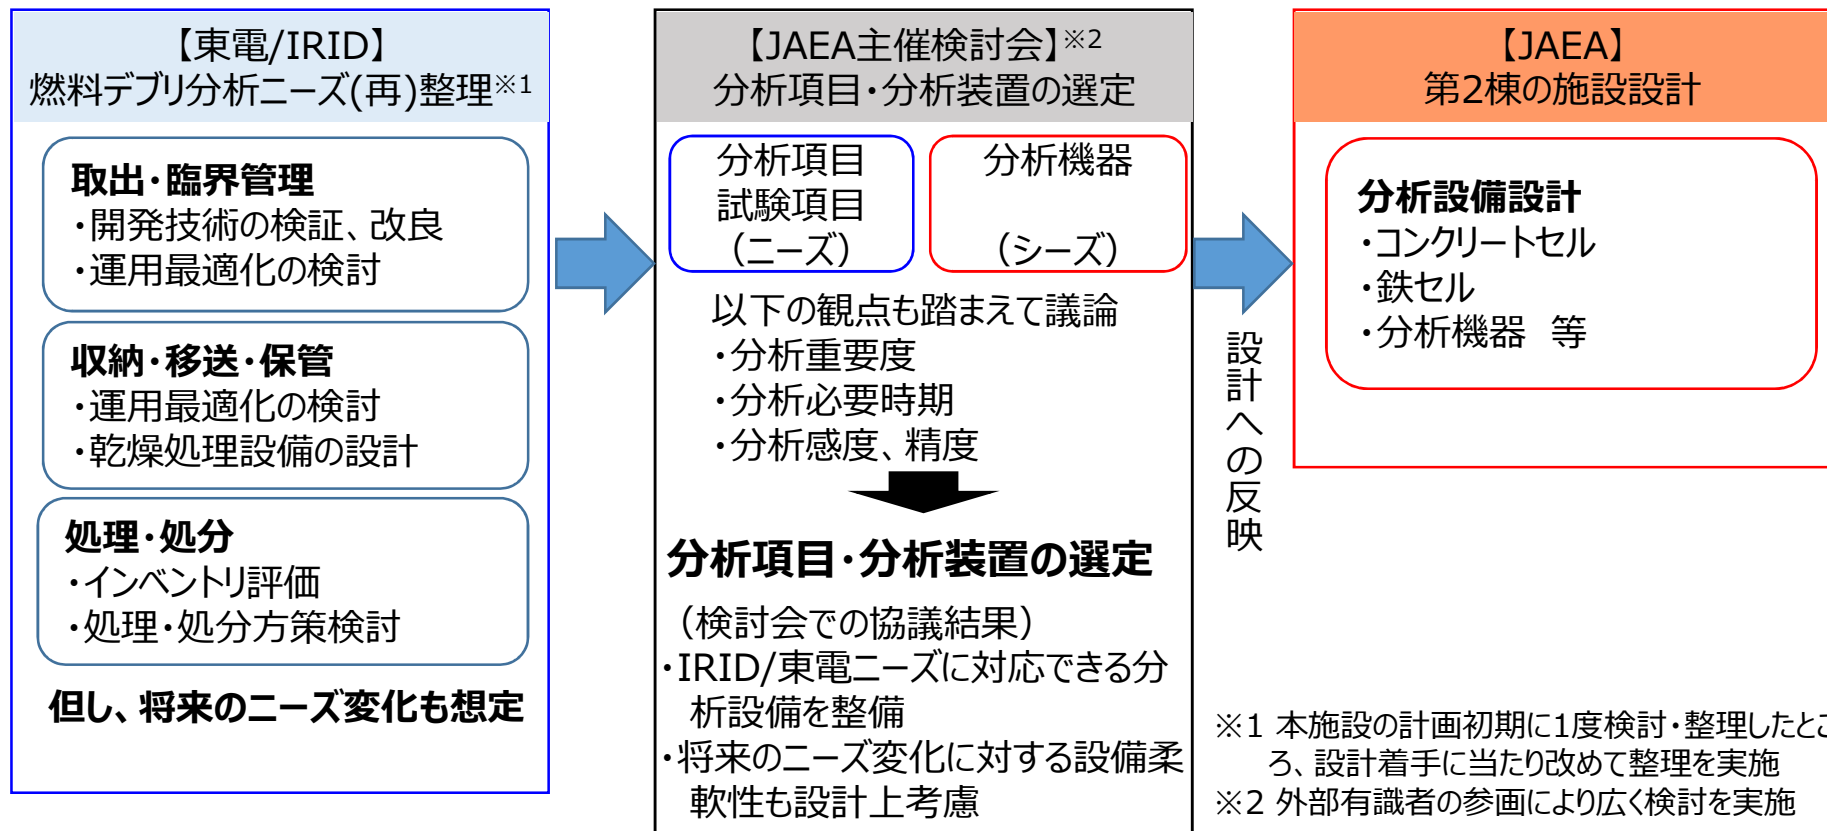 【東電/IRID】
燃料デブリ分析ニーズ(再)整理※1
取出・臨界管理
・開発技術の検証、改良
・運用最適化の検討
収納・移送・保管
・運用最適化の検討
・乾燥処理設備の設計
処理・処分
・インベントリ評価
・処理・処分方策検討
但し、将来のニーズ変化も想定
【JAEA主催検討会】※2
分析項目・分析装置の選定
分析項目
試験項目
（ニーズ）
分析機器
（シーズ）
以下の観点も踏まえて議論
・分析重要度
・分析必要時期
・分析感度、精度
分析項目・分析装置の選定
（検討会での協議結果）
・IRID/東電ニーズに対応できる分
析設備を整備
・将来のニーズ変化に対する設備柔
軟性も設計上考慮
設計への反映
【JAEA】
第2棟の施設設計
分析設備設計
・コンクリートセル
・鉄セル
・分析機器　等
※1 本施設の計画初期に1度検討・整理したとこ
ろ、設計着手に当たり改めて整理を実施
※2 外部有識者の参画により広く検討を実施